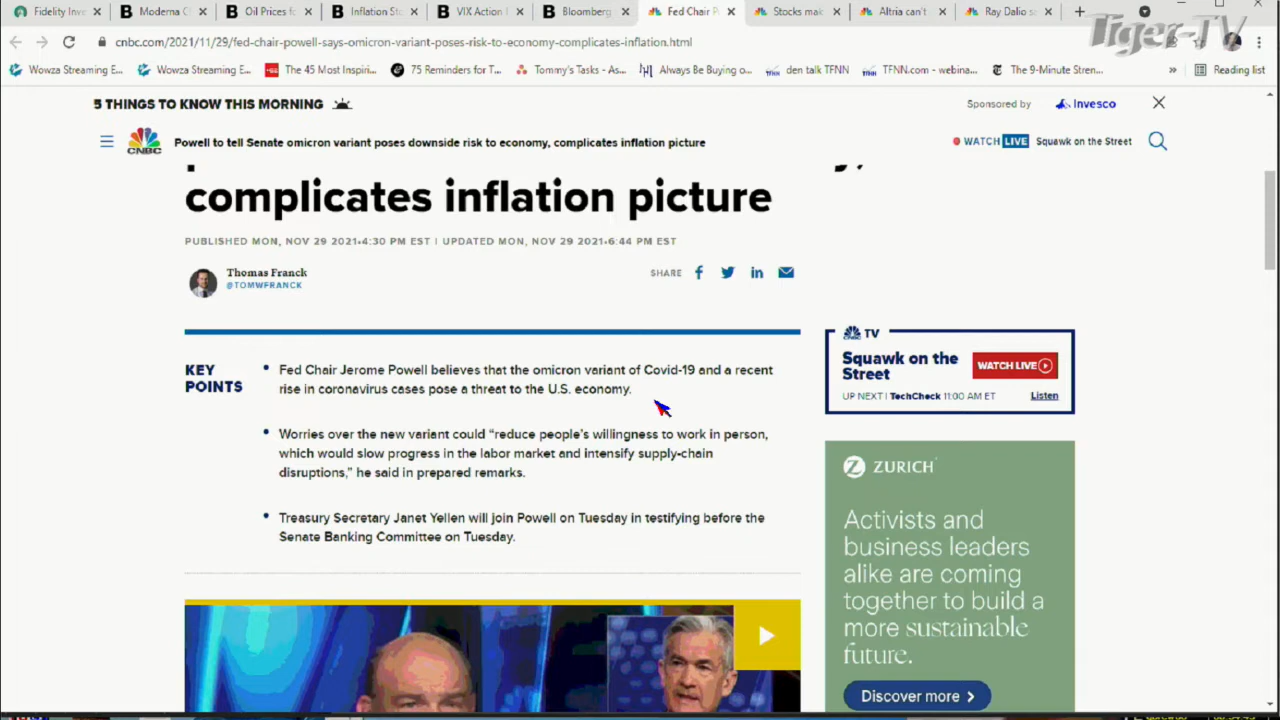 Fidelity Inve
Moderna C
Oil Prices fo
Inflation Sto
VIX Action F
Bloomberg
Fed Chair P
Stocks mak
Altria can't
Ray Dalio s
Tiger-TV
cnbc.com/2021/11/29/fed-chair-powell-says-omicron-variant-poses-risk-to-economy-complicates-inflation.html
Wowza Streaming E...
Wowza Streaming E...
The 45 Most Inspiri...
75 Reminders for T...
Tommy's Tasks - As...
Always Be Buying o...
den talk TFNN
TFNN.com - webina...
The 9-Minute Stren...
»
Reading list
5 THINGS TO KNOW THIS MORNING
Sponsored by
Invesco
CNBC
Powell to tell Senate omicron variant poses downside risk to economy, complicates inflation picture
WATCH LIVE Squawk on the Street
complicates inflation picture
PUBLISHED MON, NOV 29 2021•4:30 PM EST | UPDATED MON, NOV 29 2021•6:44 PM EST
Thomas Franck
@TOMWFRANCK
SHARE
KEY
POINTS
• Fed Chair Jerome Powell believes that the omicron variant of Covid-19 and a recent
rise in coronavirus cases pose a threat to the U.S. economy.
• Worries over the new variant could “reduce people’s willingness to work in person,
which would slow progress in the labor market and intensify supply-chain
disruptions,” he said in prepared remarks.
• Treasury Secretary Janet Yellen will join Powell on Tuesday in testifying before the
Senate Banking Committee on Tuesday.
TV
Squawk on the
Street
WATCH LIVE
UP NEXT | TechCheck 11:00 AM ET
Listen
ZURICH
Activists and
business leaders
alike are coming
together to build a
more sustainable
future.
Discover more